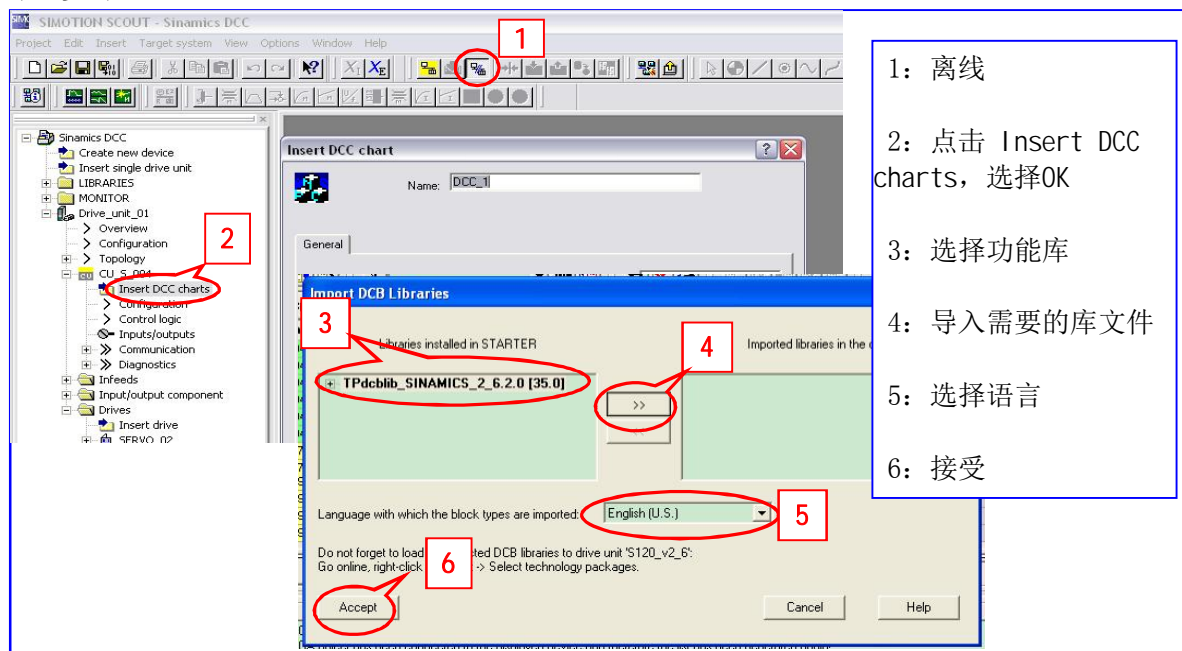 SIMOTION SCOUT - Sinamics DCC
Project Edit Insert Target system View Options Window Help
1
Sinamics DCC
Create new device
Insert single drive unit
LIBRARIES
MONITOR
Drive_unit_01
Overview
Configuration
Topology
CU_S_004
Insert DCC charts
Configuration
Control logic
Inputs/outputs
Communication
Diagnostics
Infeeds
Input/output component
Drives
Insert drive
SERVO_02
2
Insert DCC chart
Name: DCC_1
General
Import DCB Libraries
3
Libraries installed in STARTER
4
Imported libraries in the
TPdcblib_SINAMICS_2_6.2.0 [35.0]
>>
<<
Language with which the block types are imported: English (U.S.)
5
Do not forget to load DCB libraries to drive unit 'S120_v2_6':
Go online, right-click -> Select technology packages.
6
Accept Cancel Help
1: 离线
2: 点击 Insert DCC
charts, 选择OK
3: 选择功能库
4: 导入需要的库文件
5: 选择语言
6: 接受